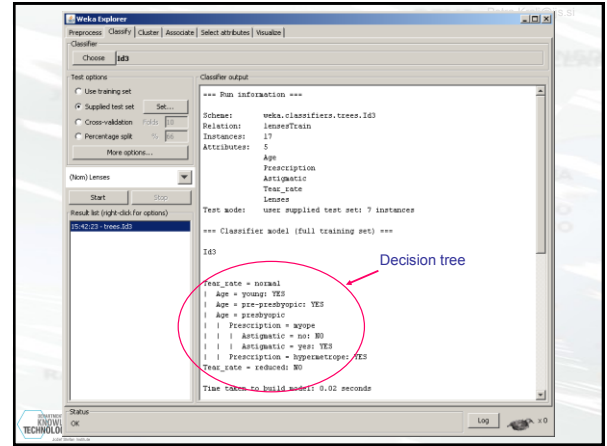 Weka Explorer
Preprocess Classify Cluster Associate Select attributes Visualize
Classifier
Choose Id3
Test options
Use training set
Supplied test set Set...
Cross-validation Folds 10
Percentage split % 66
More options...
(Nom) Lenses
Start Stop
Result list (right-click for options)
15:42:23 - trees.Id3
Classifier output
=== Run information ===
Scheme: weka.classifiers.trees.Id3
Relation: lensesTrain
Instances: 17
Attributes: 5
Age
Prescription
Astigmatic
Tear_rate
Lenses
Test mode: user supplied test set: 7 instances
=== Classifier model (full training set) ===
Id3
Decision tree
Tear_rate = normal
| Age = young: YES
| Age = pre-presbyopic: YES
| Age = presbyopic
| | Prescription = myope
| | | Astigmatic = no: NO
| | | Astigmatic = yes: YES
| | Prescription = hypermetrope: YES
Tear_rate = reduced: NO
Time taken to build model: 0.02 seconds
Status
OK
Log x 0